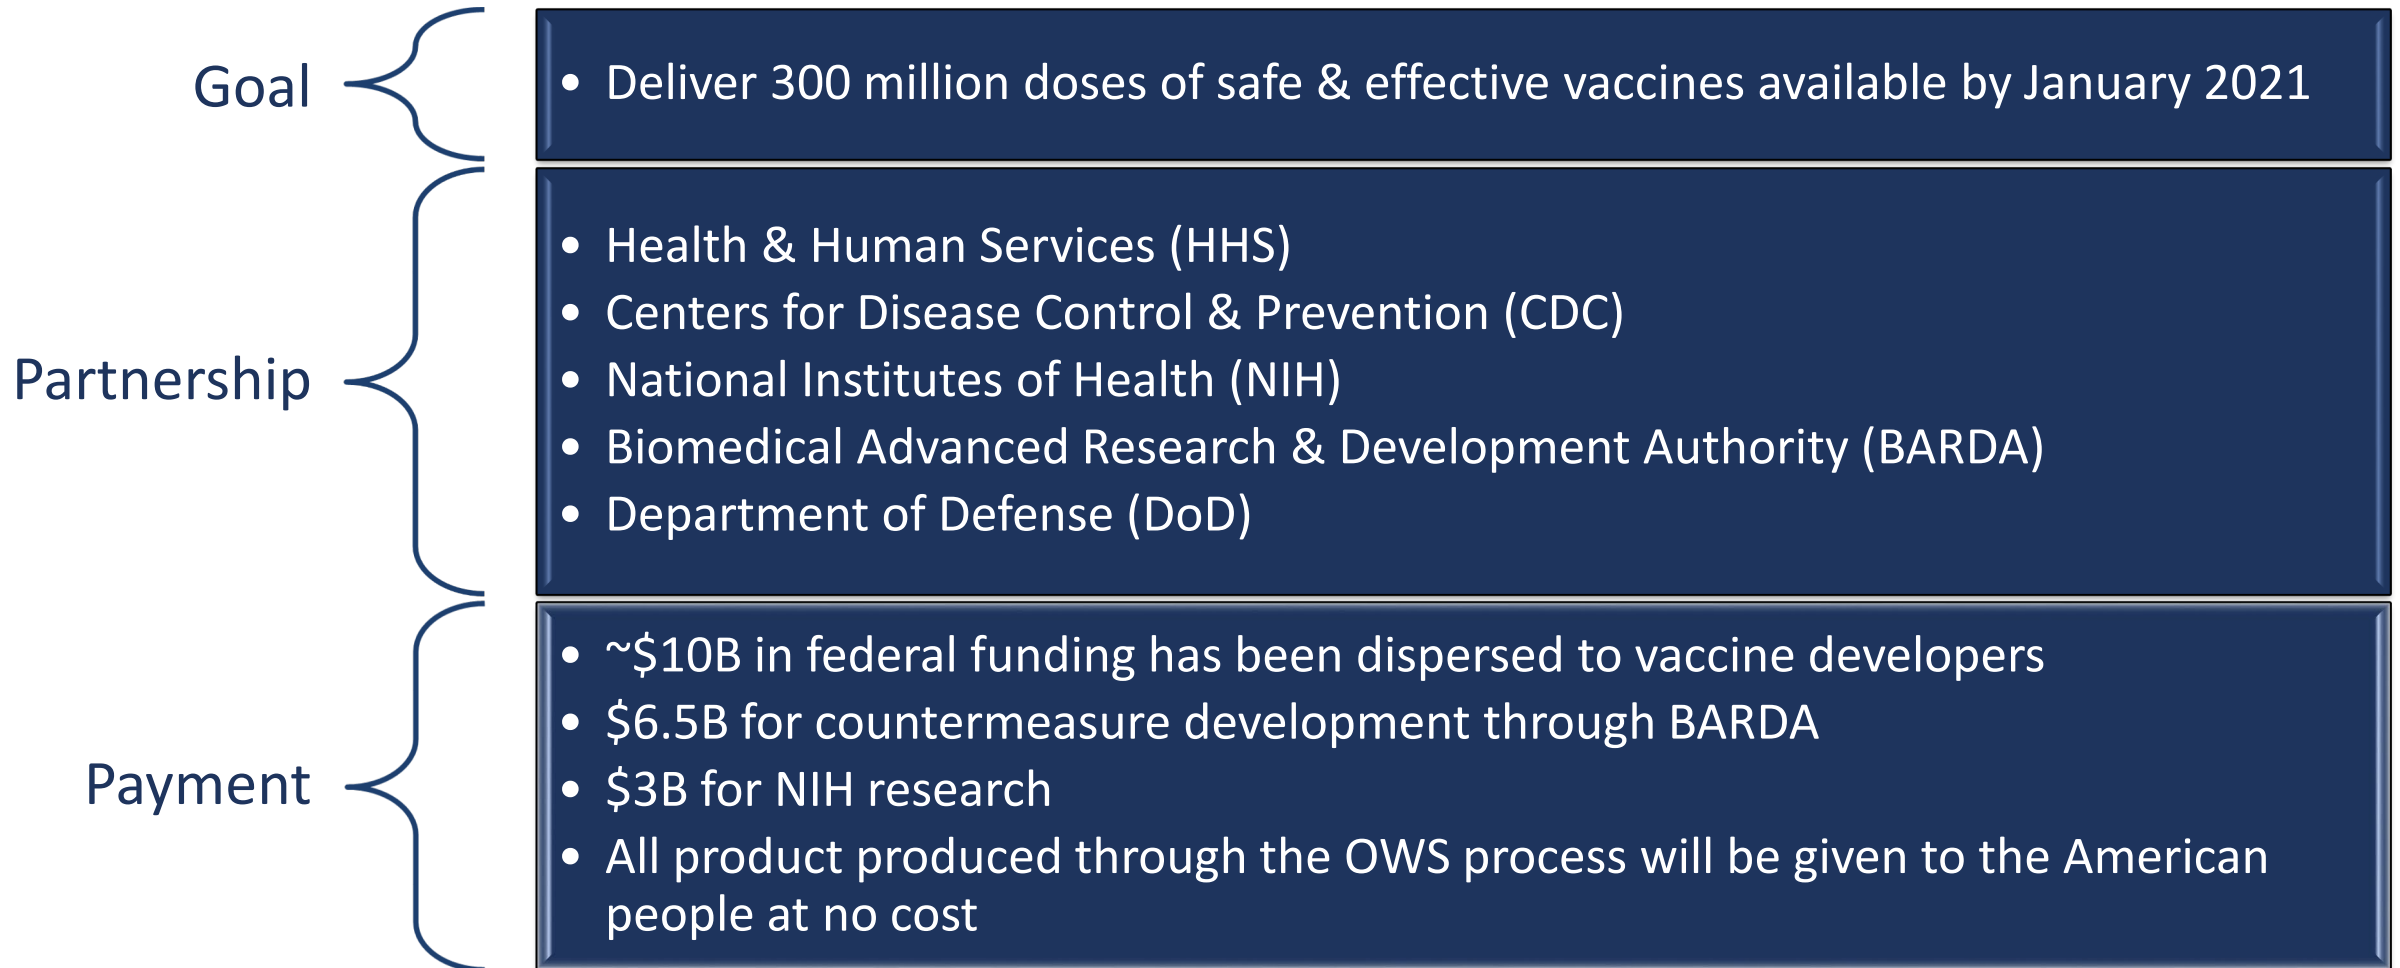 Goal
• Deliver 300 million doses of safe & effective vaccines available by January 2021
Partnership
• Health & Human Services (HHS)
• Centers for Disease Control & Prevention (CDC)
• National Institutes of Health (NIH)
• Biomedical Advanced Research & Development Authority (BARDA)
• Department of Defense (DoD)
Payment
• ~$10B in federal funding has been dispersed to vaccine developers
• $6.5B for countermeasure development through BARDA
• $3B for NIH research
• All product produced through the OWS process will be given to the American
people at no cost